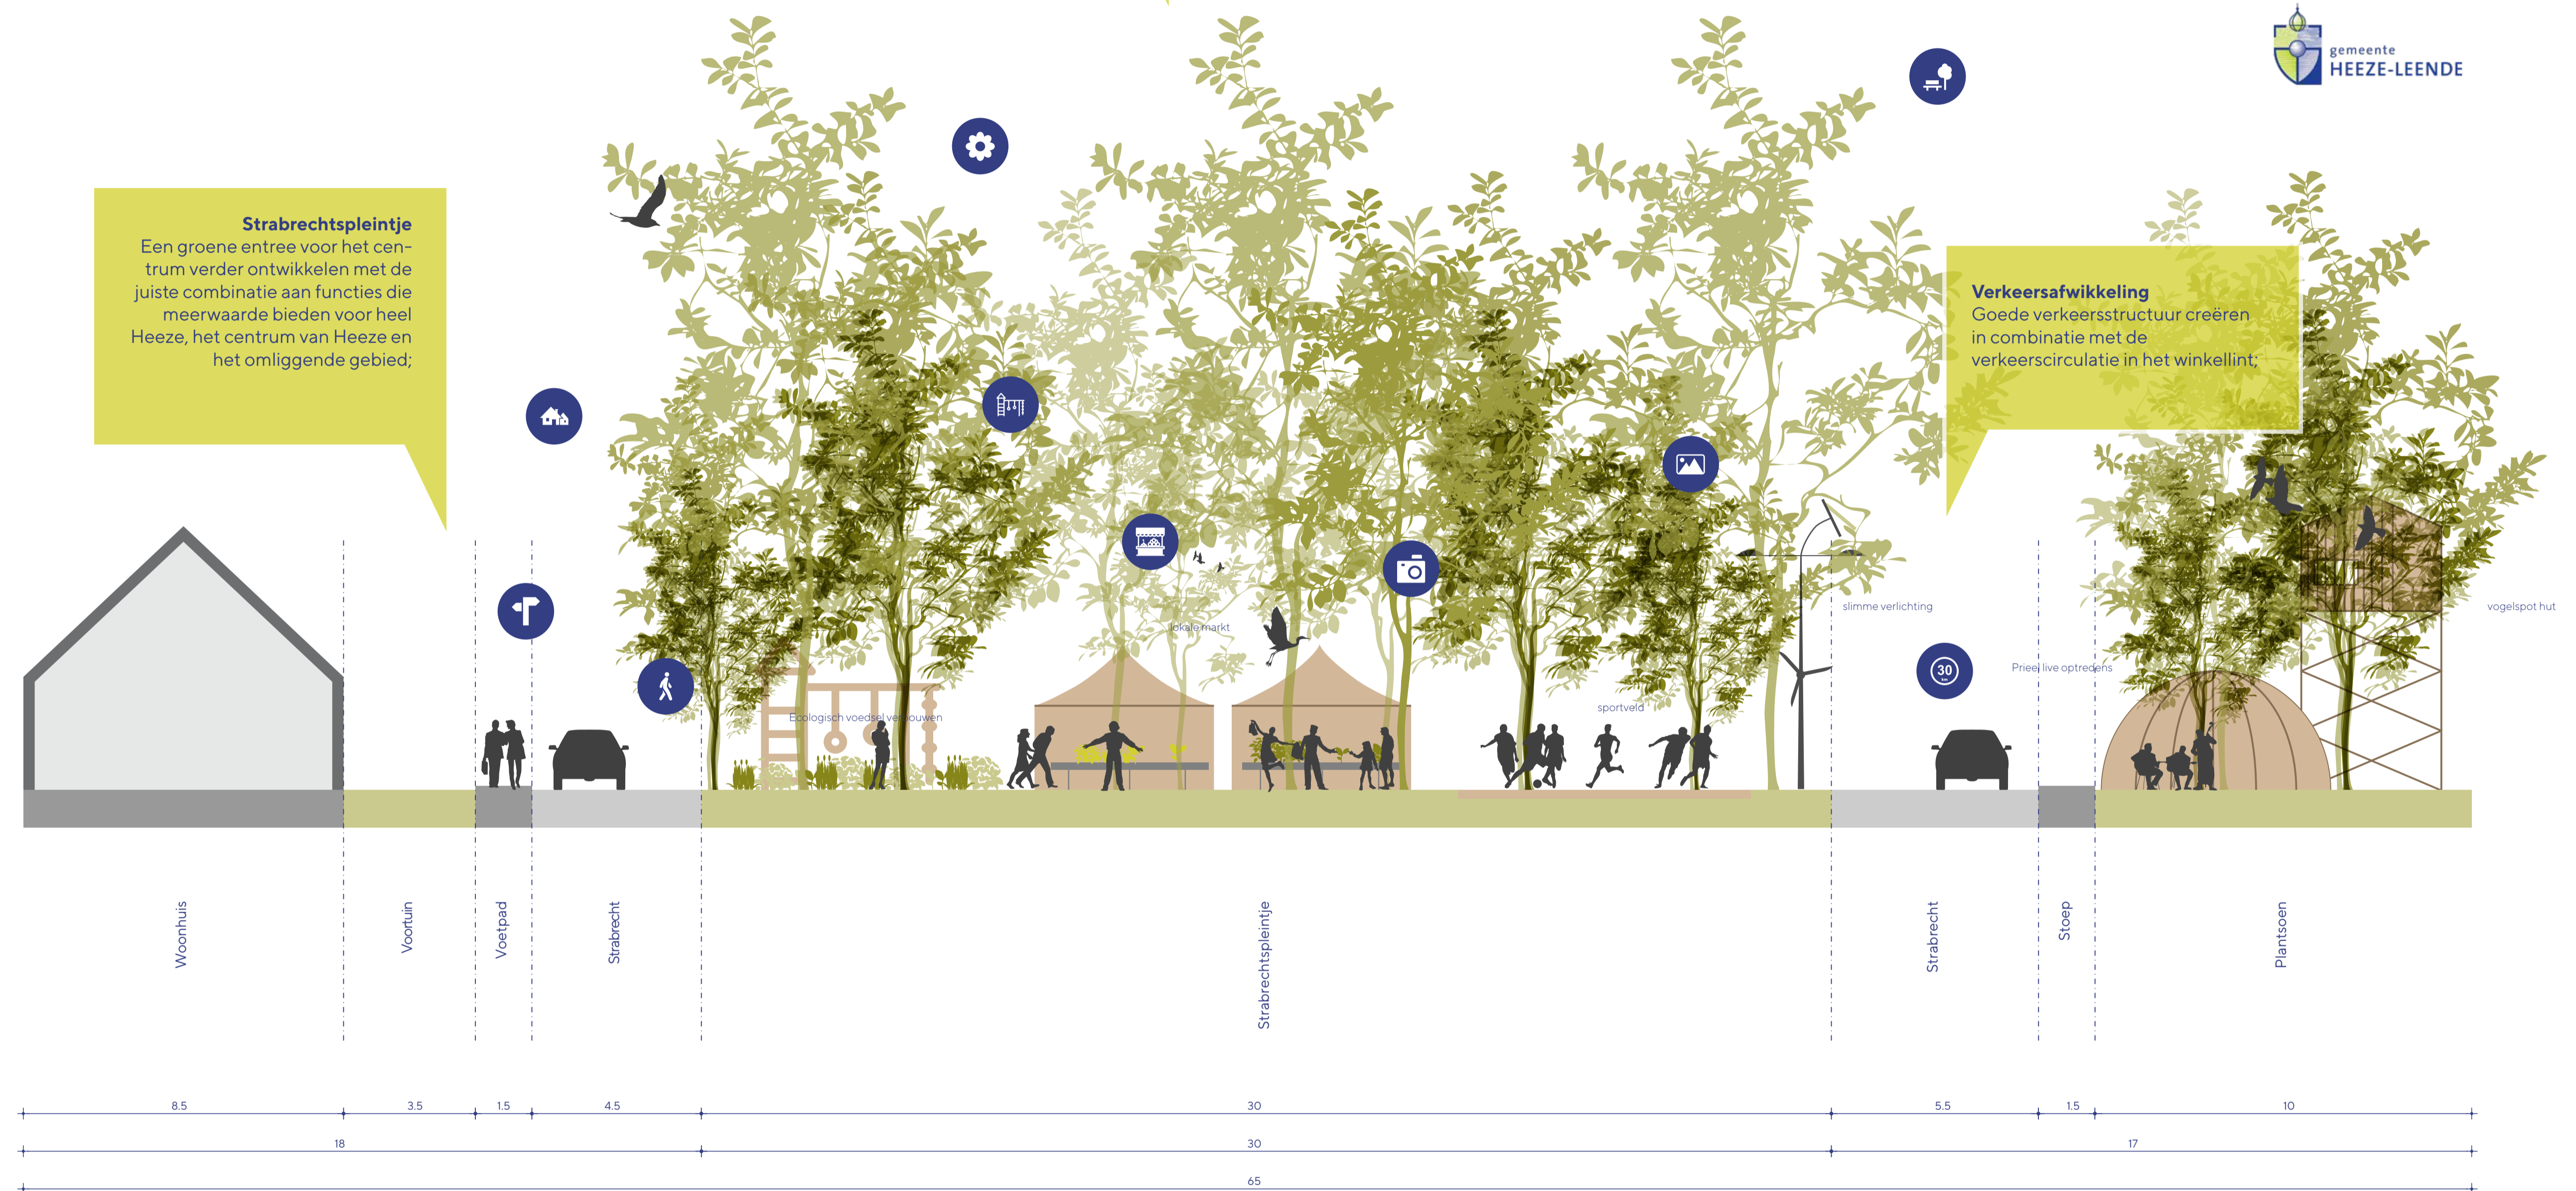 gemeente
HEEZE-LEENDE
Strabrechtspleintje
Een groene entree voor het cen-
trum verder ontwikkelen met de
juiste combinatie aan functies die
meerwaarde bieden voor heel
Heeze, het centrum van Heeze en
het omliggende gebied;
Verkeersafwikkeling
Goede verkeersstructuur creëren
in combinatie met de
verkeerscirculatie in het winkellint;
slimme verlichting
vogelspot hut
lokale markt
30
km
Prieel live optredens
Ecologisch voedsel verbouwen
sportveld
Woonhuis
Voortuin
Voetpad
Strabrecht
Strabrechtspleintje
Strabrecht
Stoep
Plantsoen
8.5 3.5 1.5 4.5 30 5.5 1.5 10
18 30 17
65